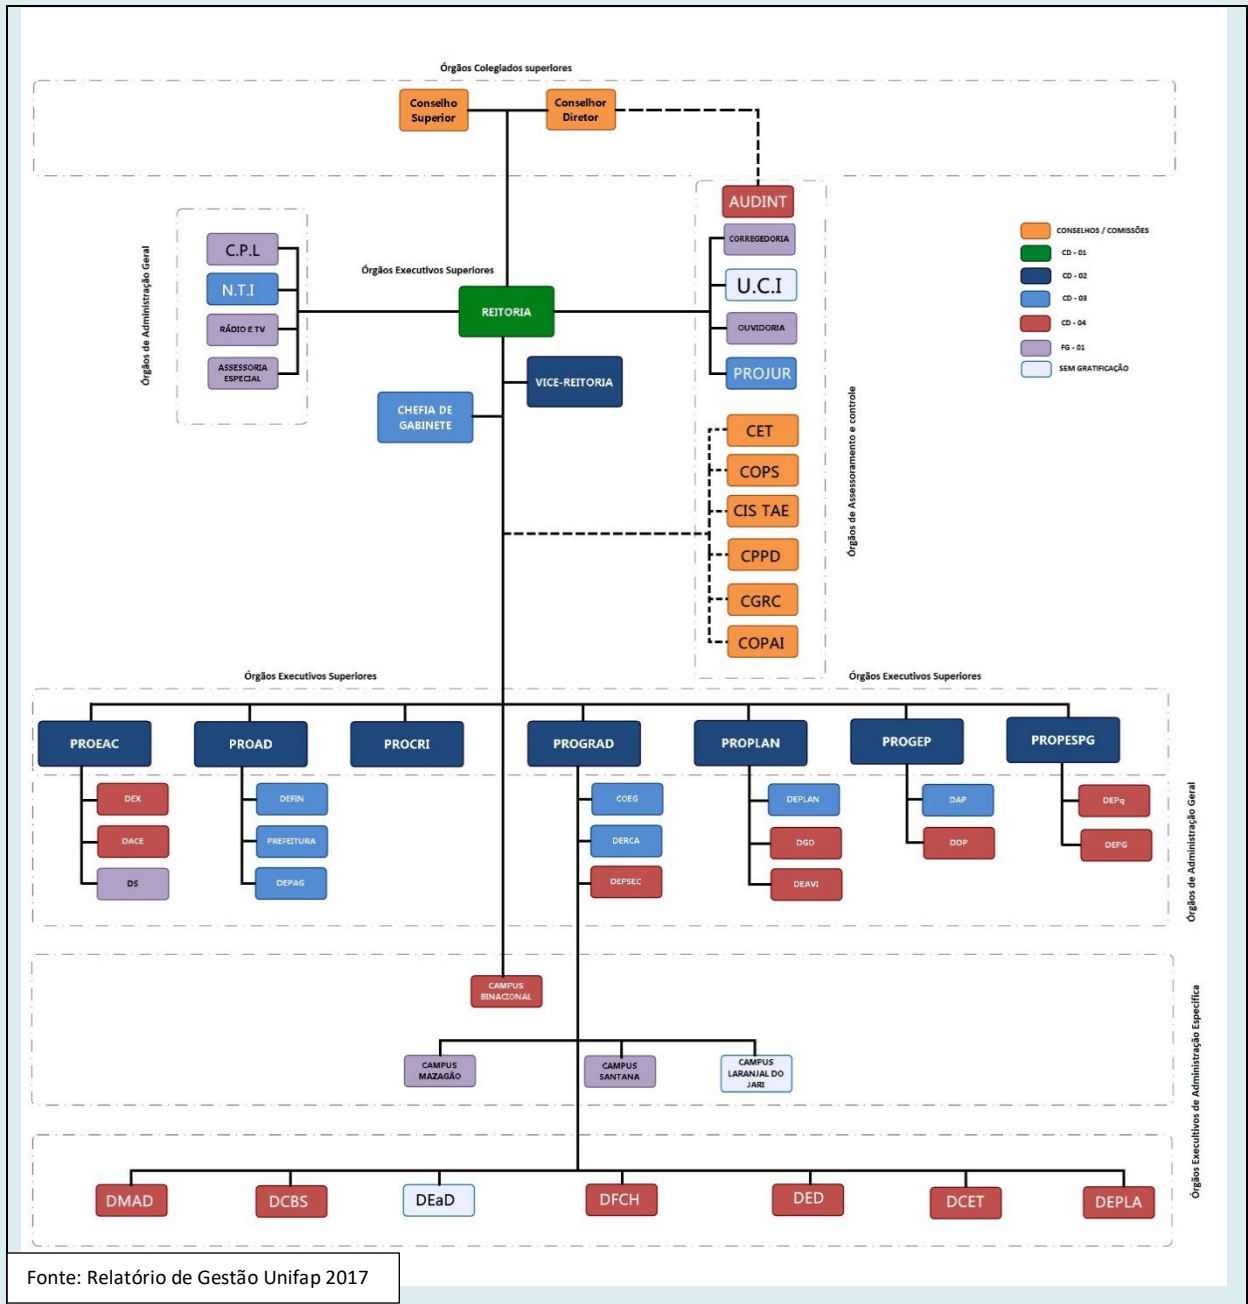 Órgãos Colegiados superiores
Conselho
Superior
Conselhor
Diretor
AUDINT
CORREGEDORIA
U.C.I
OUVIDORIA
PROJUR
Órgãos de Assessoramento e controle
CONSELHOS / COMISSÕES
CD - 01
CD - 02
CD - 03
CD - 04
FG - 01
SEM GRATIFICAÇÃO
Órgãos de Administração Geral
C.P.L
N.T.I
RÁDIO E TV
ASSESSORIA
ESPECIAL
Órgãos Executivos Superiores
REITORIA
VICE-REITORIA
CHEFIA DE
GABINETE
CET
COPS
CIS TAE
CPPD
CGRC
COPAI
Órgãos Executivos Superiores
Órgãos Executivos Superiores
PROEAC
PROAD
PROCRI
PROGRAD
PROPLAN
PROGEP
PROPESPG
DEX
DACE
DS
DEFIN
PREFEITURA
DEPAG
COEG
DERCA
DEPSEC
DEPLAN
DGD
DEAVI
DAP
DDP
DEPq
DEPG
Órgãos de Administração Geral
CAMPUS
BINACIONAL
CAMPUS
MAZAGÃO
CAMPUS
SANTANA
CAMPUS
LARANJAL DO
JARI
Órgãos Execultivos de Administração Especifica
DMAD
DCBS
DEaD
DFCH
DED
DCET
DEPLA
Fonte: Relatório de Gestão Unifap 2017